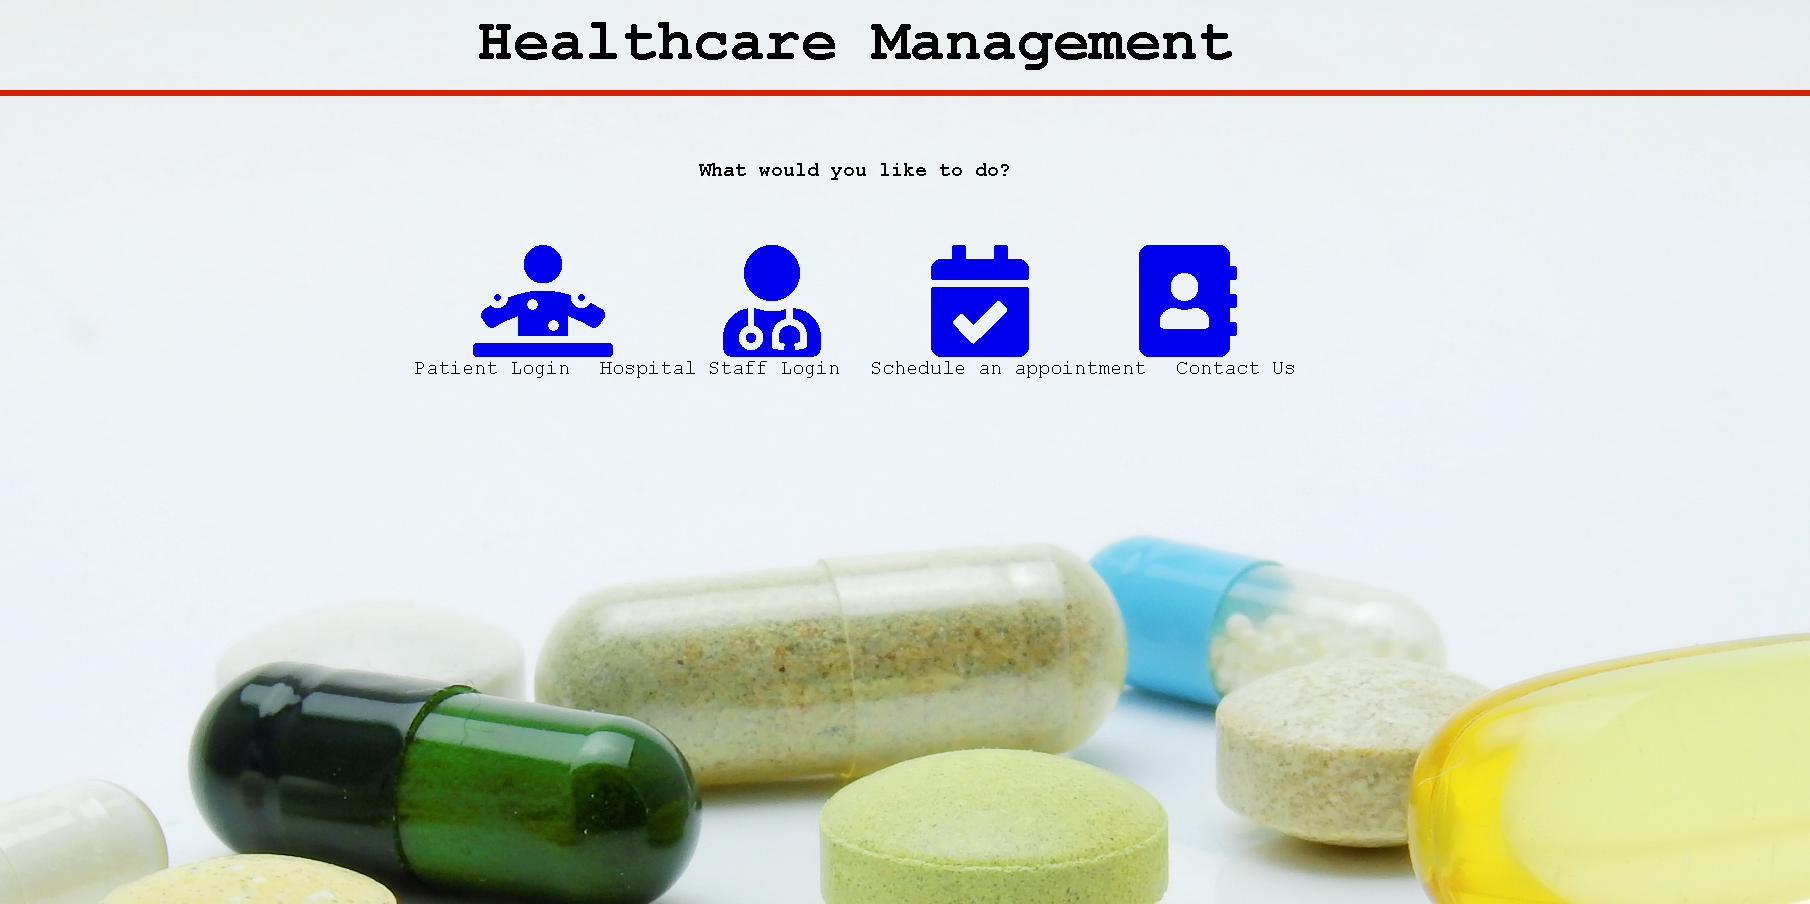 Healthcare Management
What would you like to do?
Patient Login Hospital Staff Login Schedule an appointment Contact Us